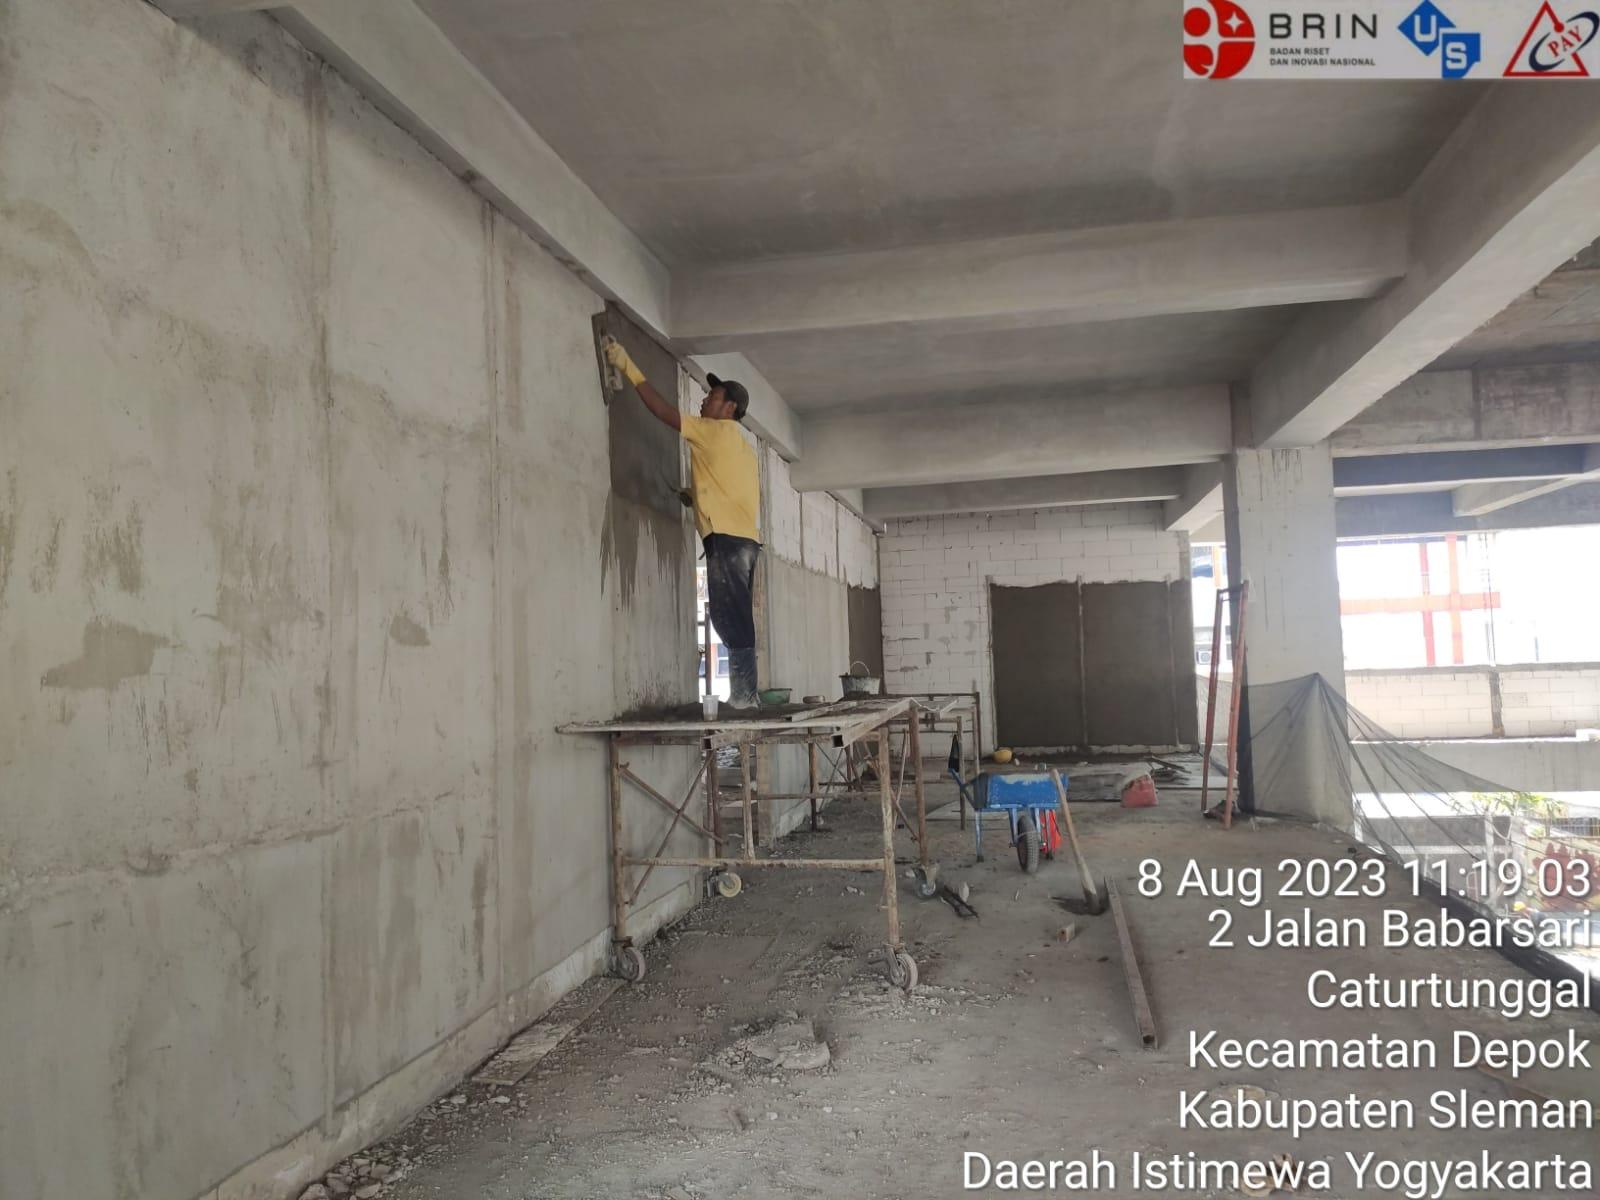 BRIN
BADAN RISET
DAN INOVASI NASIONAL
US
PAY
8 Aug 2023 11:19:03
2 Jalan Babarsari
Caturtunggal
Kecamatan Depok
Kabupaten Sleman
Daerah Istimewa Yogyakarta